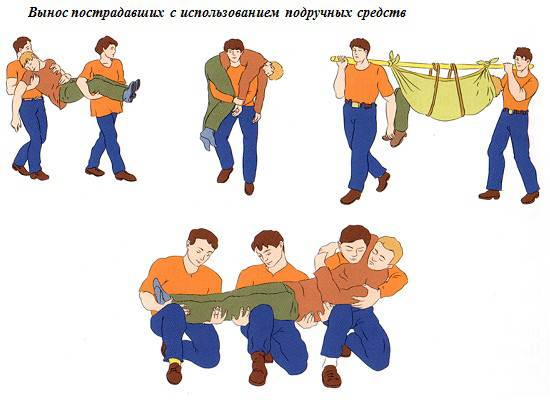 Вынос пострадавших с использованием подручных средств